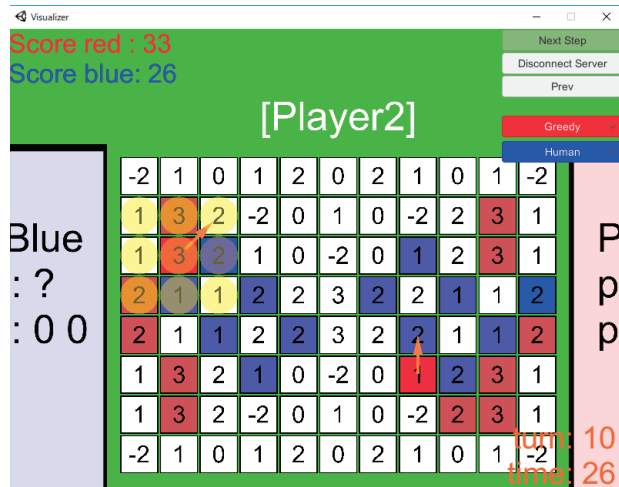 Visualizer
Score red : 33
Score blue: 26
Next Step
Disconnect Server
Prev
[Player2]
Greedy
Human
-2 1 0 1 2 0 2 1 0 1 -2
1 3 2 -2 0 1 0 -2 2 3 1
1 3 2 1 0 -2 0 1 2 3 1
2 1 1 2 2 3 2 2 1 1 2
2 1 1 2 2 3 2 2 1 1 2
1 3 2 1 0 -2 0 1 2 3 1
1 3 2 -2 0 1 0 -2 2 3 1
-2 1 0 1 2 0 2 1 0 1 -2
Blue
: ?
: 0 0
P
p
p
turn: 10
time: 26